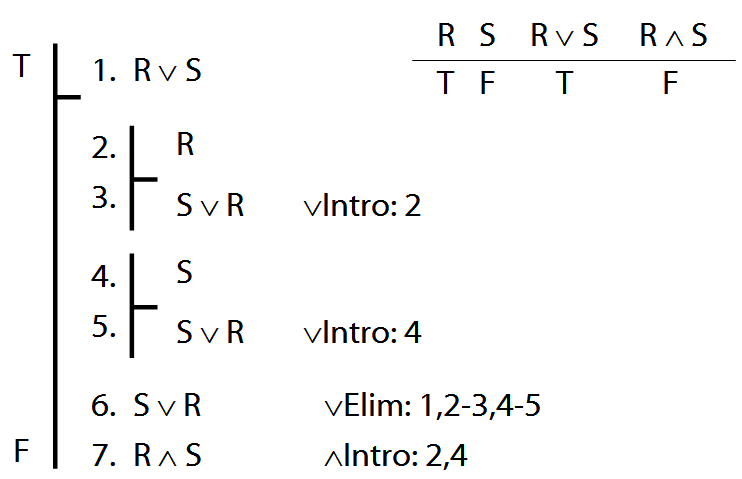 R S R ∨ S R ∧ S
T F T F
T 1. R ∨ S
2. R
3. S ∨ R ∨Intro: 2
4. S
5. S ∨ R ∨Intro: 4
6. S ∨ R ∨Elim: 1,2-3,4-5
F 7. R ∧ S ∧Intro: 2,4